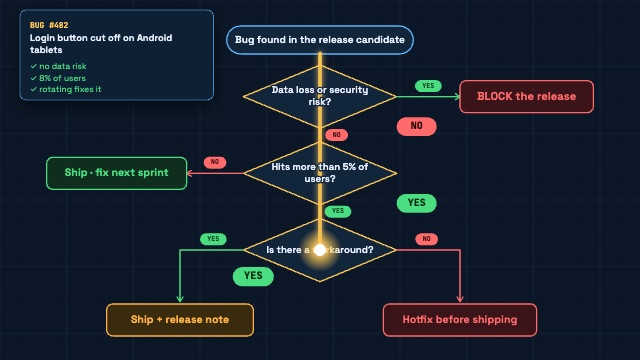 BUG #482
Login button cut off on Android
tablets
✓ no data risk
✓ 8% of users
✓ rotating fixes it
Bug found in the release candidate
Data loss or security
risk?
YES
BLOCK the release
NO
NO
Hits more than 5% of
users?
NO
Ship · fix next sprint
YES
YES
Is there a workaround?
YES
NO
YES
Ship + release note
Hotfix before shipping